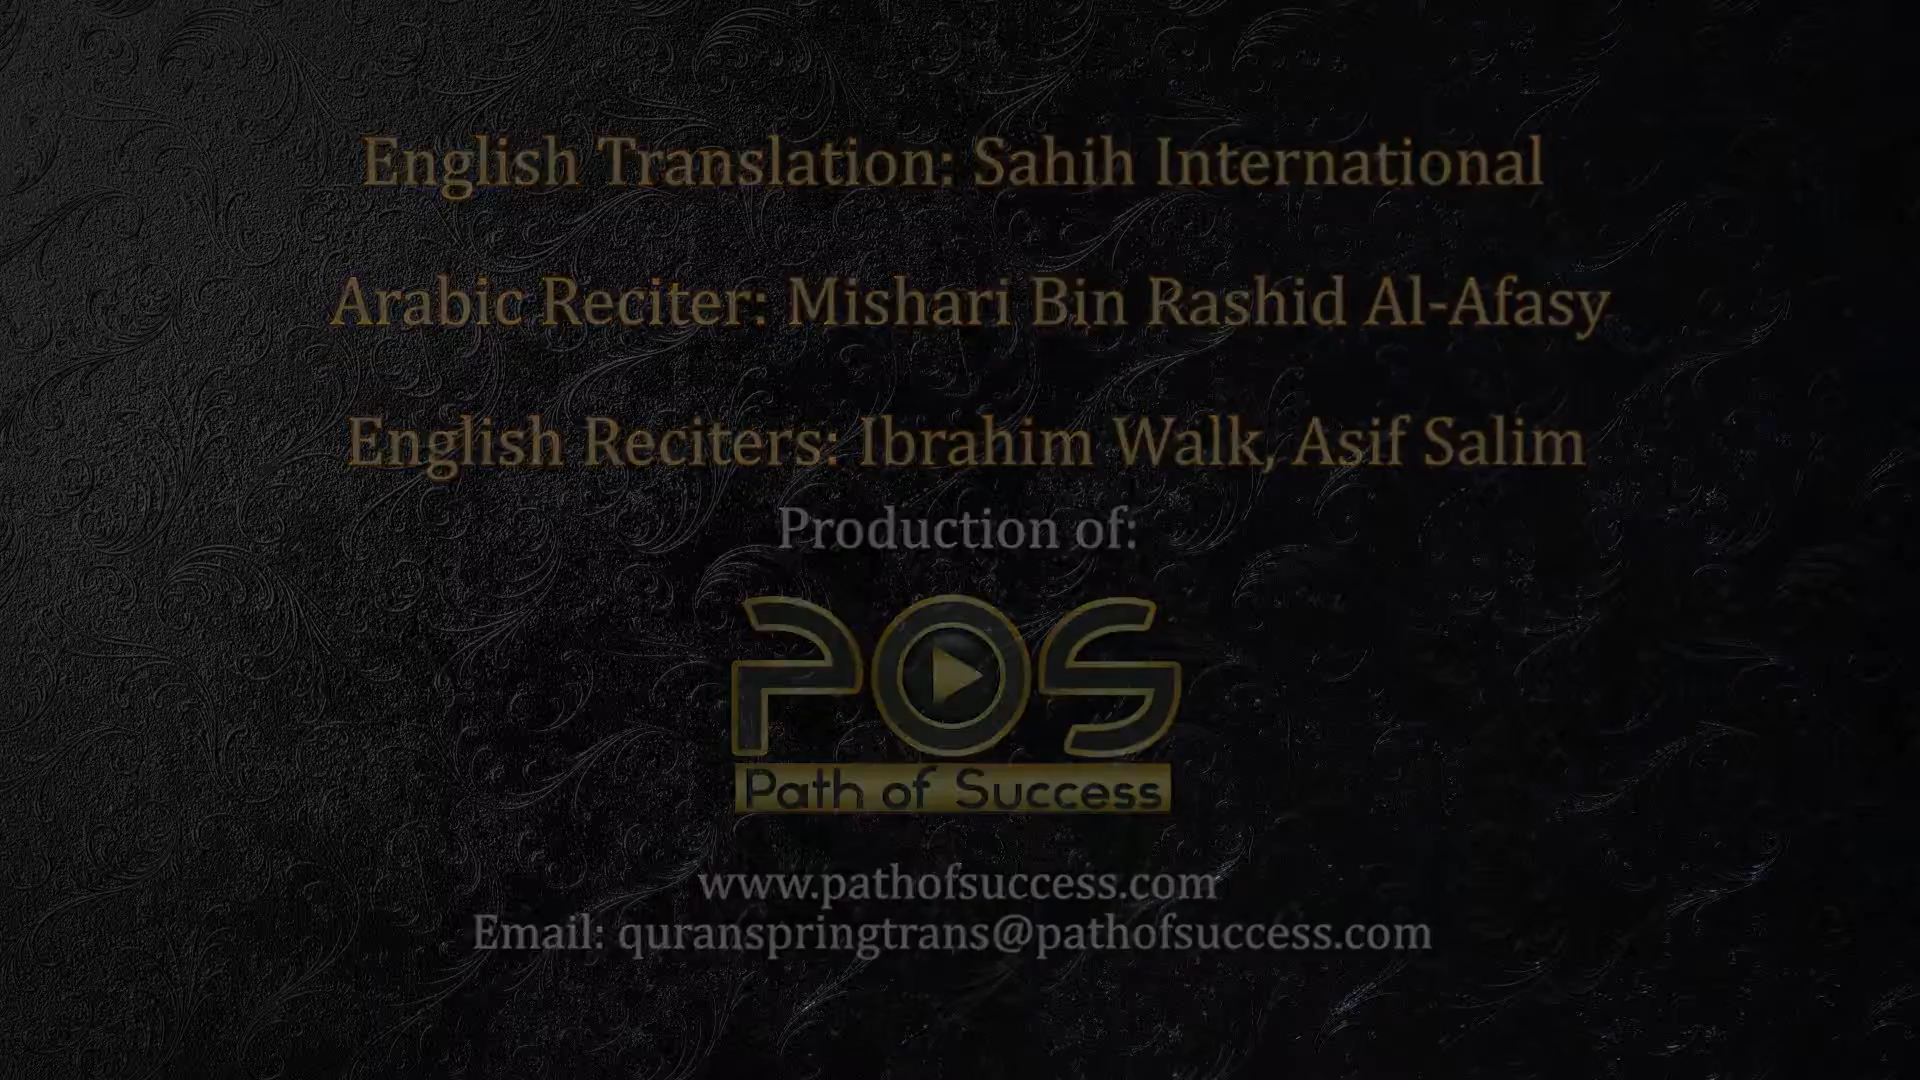 English Translation: Sahih International
Arabic Reciter: Mishari Bin Rashid Al-Afasy
English Reciters: Ibrahim Walk, Asif Salim
Production of:
POS
Path of Success
www.pathofsuccess.com
Email: quranspringtrans@pathofsuccess.com